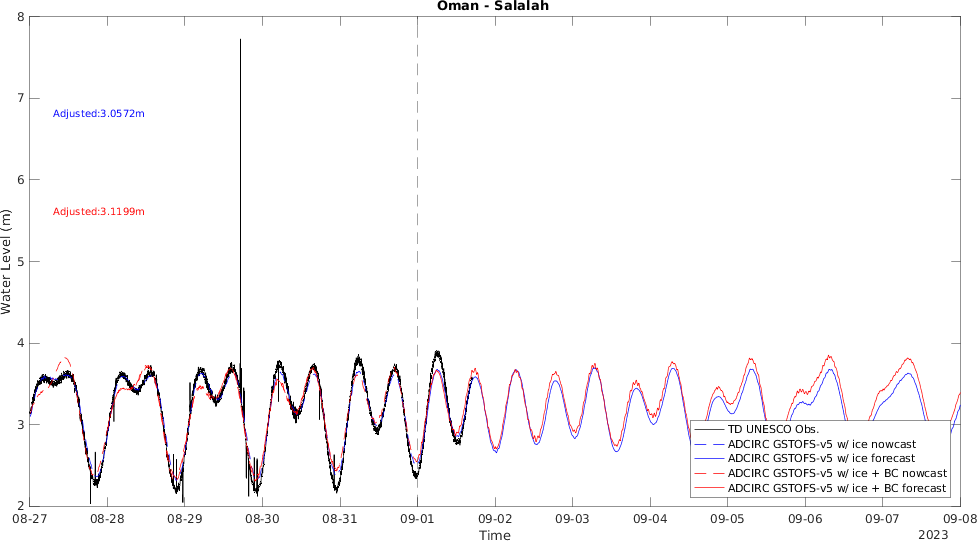 Oman - Salalah
8
7
6
5
4
3
2
Water Level (m)
Adjusted:3.0572m
Adjusted:3.1199m
TD UNESCO Obs.
ADCIRC GSTOFS-v5 w/ ice nowcast
ADCIRC GSTOFS-v5 w/ ice forecast
ADCIRC GSTOFS-v5 w/ ice + BC nowcast
ADCIRC GSTOFS-v5 w/ ice + BC forecast
08-27 08-28 08-29 08-30 08-31 09-01 09-02 09-03 09-04 09-05 09-06 09-07 09-08
Time
2023